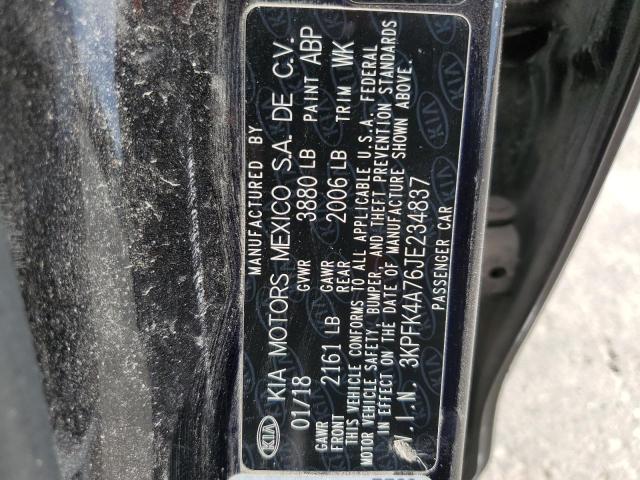 MANUFACTURED BY
KIA KIA MOTORS MEXICO S.A. DE C.V.
01/18 GVWR 3880 LB PAINT ABP
GAWR FRONT 2161 LB GAWR REAR 2006 LB TRIM WK
THIS VEHICLE CONFORMS TO ALL APPLICABLE U.S.A. FEDERAL
MOTOR VEHICLE SAFETY, BUMPER, AND THEFT PREVENTION STANDARDS
IN EFFECT ON THE DATE OF MANUFACTURE SHOWN ABOVE.
V.I.N. 3KPFK4A76JE234837
PASSENGER CAR